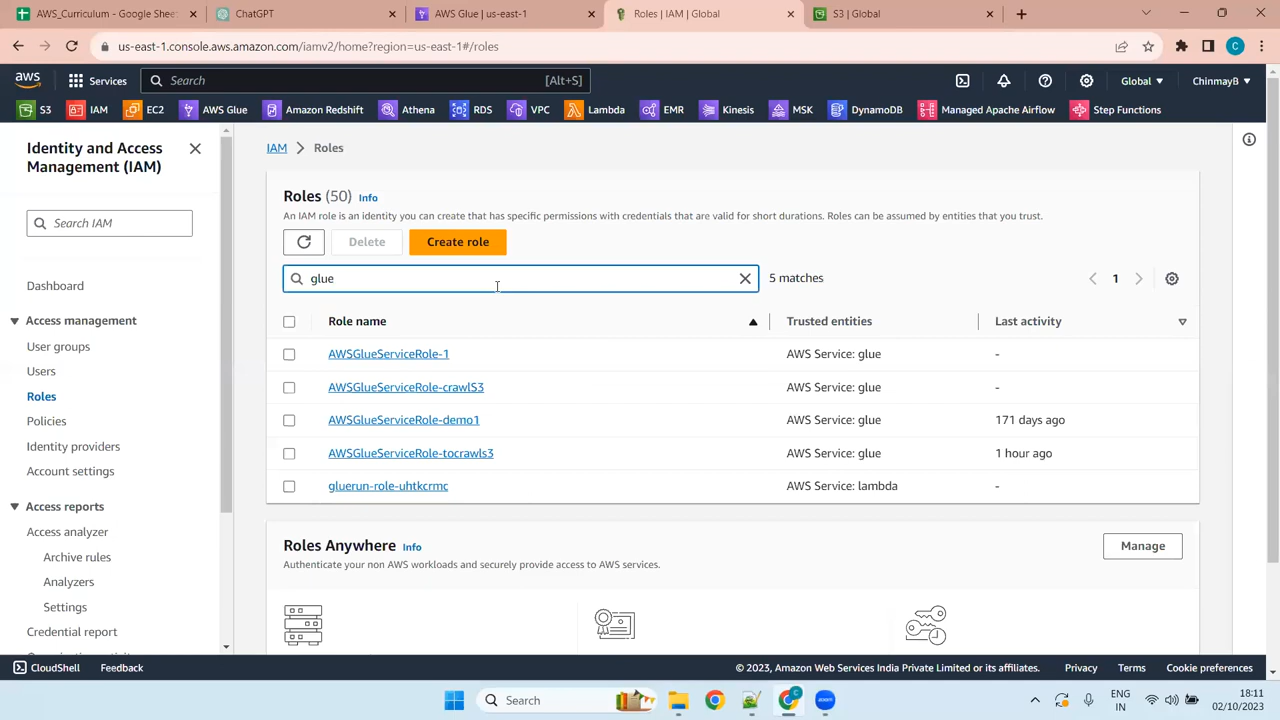 AWS_Curriculum - Google Shee
ChatGPT
AWS Glue | us-east-1
Roles | IAM | Global
S3 | Global
us-east-1.console.aws.amazon.com/iamv2/home?region=us-east-1#/roles
aws
Services
Search
[Alt+S]
Global
ChinmayB
S3
IAM
EC2
AWS Glue
Amazon Redshift
Athena
RDS
VPC
Lambda
EMR
Kinesis
MSK
DynamoDB
Managed Apache Airflow
Step Functions
Identity and Access
Management (IAM)
Search IAM
Dashboard
Access management
User groups
Users
Roles
Policies
Identity providers
Account settings
Access reports
Access analyzer
Archive rules
Analyzers
Settings
Credential report
IAM > Roles
Roles (50) Info
An IAM role is an identity you can create that has specific permissions with credentials that are valid for short durations. Roles can be assumed by entities that you trust.
Delete
Create role
glue
5 matches
1
Role name
Trusted entities
Last activity
AWSGlueServiceRole-1
AWS Service: glue
-
AWSGlueServiceRole-crawlS3
AWS Service: glue
-
AWSGlueServiceRole-demo1
AWS Service: glue
171 days ago
AWSGlueServiceRole-tocrawls3
AWS Service: glue
1 hour ago
gluerun-role-uhtkcrmc
AWS Service: lambda
-
Roles Anywhere Info
Authenticate your non AWS workloads and securely provide access to AWS services.
Manage
CloudShell
Feedback
© 2023, Amazon Web Services India Private Limited or its affiliates.
Privacy
Terms
Cookie preferences
Search
zoom
ENG
IN
18:11
02/10/2023